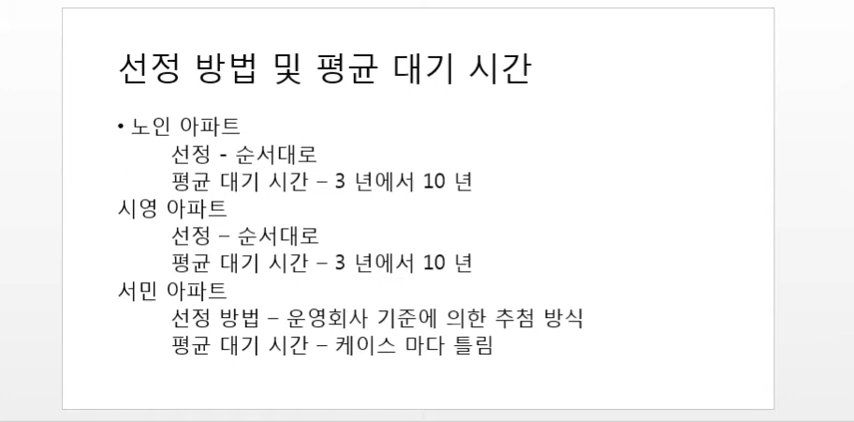 선정 방법 및 평균 대기 시간
• 노인 아파트
선정 - 순서대로
평균 대기 시간 – 3 년에서 10 년
시영 아파트
선정 – 순서대로
평균 대기 시간 – 3 년에서 10 년
서민 아파트
선정 방법 – 운영회사 기준에 의한 추첨 방식
평균 대기 시간 – 케이스 마다 틀림